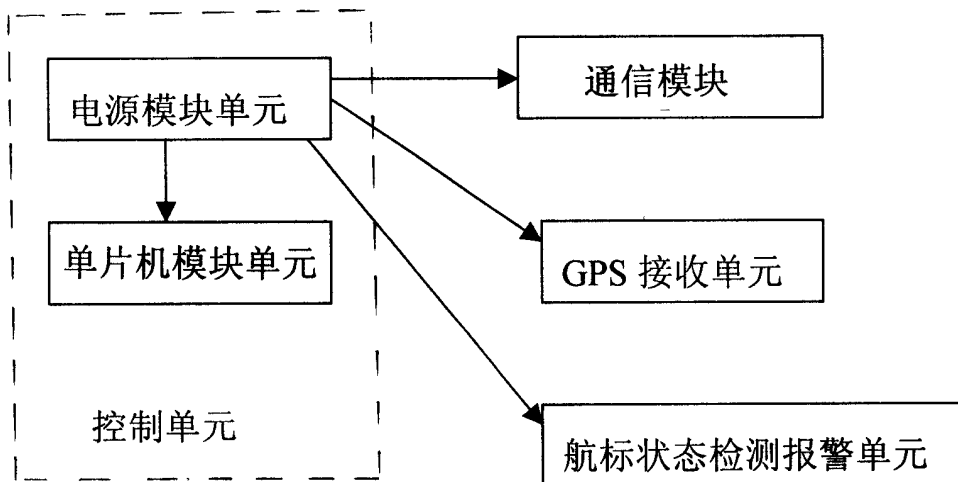 电源模块单元
通信模块
单片机模块单元
GPS 接收单元
控制单元
航标状态检测报警单元